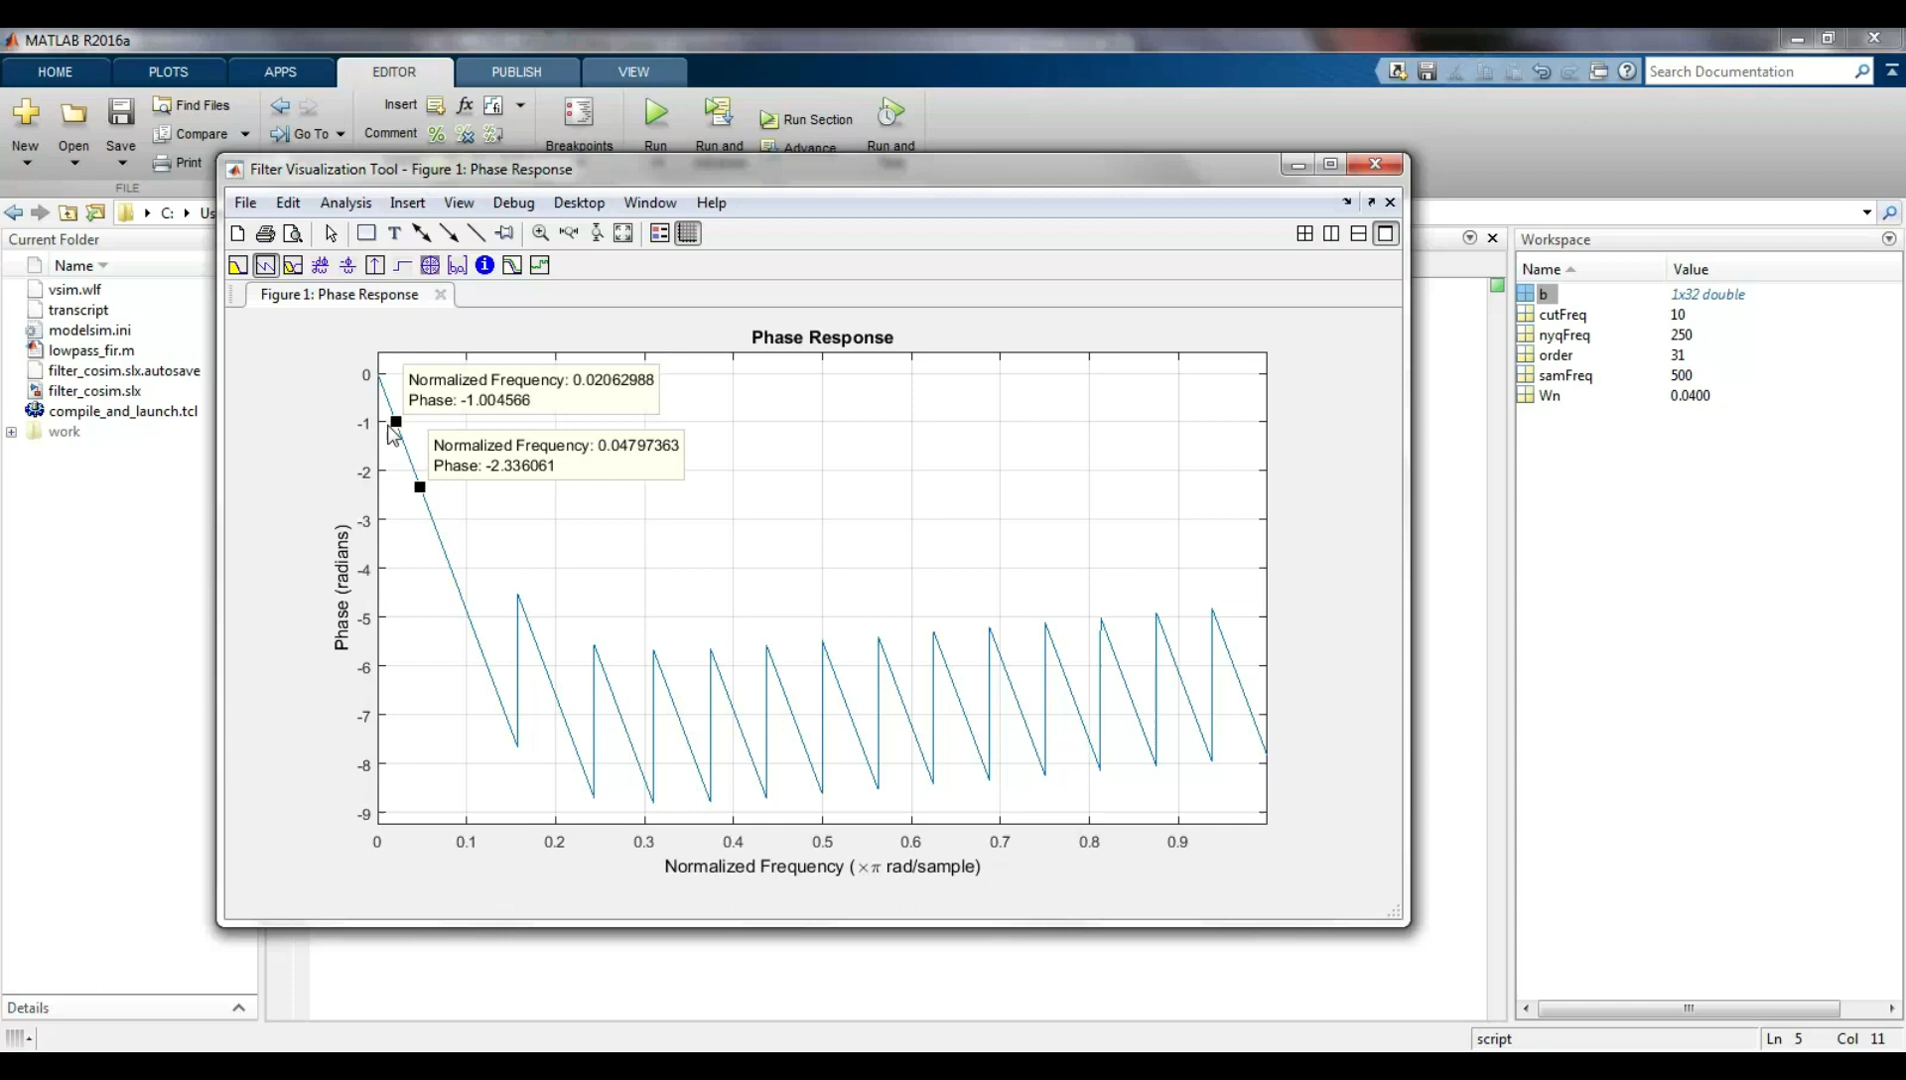 MATLAB R2016a
HOME PLOTS APPS EDITOR PUBLISH VIEW
Search Documentation
New Open Save Find Files Compare Print
FILE
Go To
Insert fx fi
Comment %
Breakpoints Run Run and Advance Run Section Run and
C: Us
Filter Visualization Tool - Figure 1: Phase Response
File Edit Analysis Insert View Debug Desktop Window Help
Figure 1: Phase Response
Current Folder
Name
vsim.wlf
transcript
modelsim.ini
lowpass_fir.m
filter_cosim.slx.autosave
filter_cosim.slx
compile_and_launch.tcl
work
Details
Phase Response
Normalized Frequency: 0.02062988
Phase: -1.004566
Normalized Frequency: 0.04797363
Phase: -2.336061
Phase (radians)
0
-1
-2
-3
-4
-5
-6
-7
-8
-9
0 0.1 0.2 0.3 0.4 0.5 0.6 0.7 0.8 0.9
Normalized Frequency (×π rad/sample)
Workspace
Name Value
b 1x32 double
cutFreq 10
nyqFreq 250
order 31
samFreq 500
Wn 0.0400
script Ln 5 Col 11